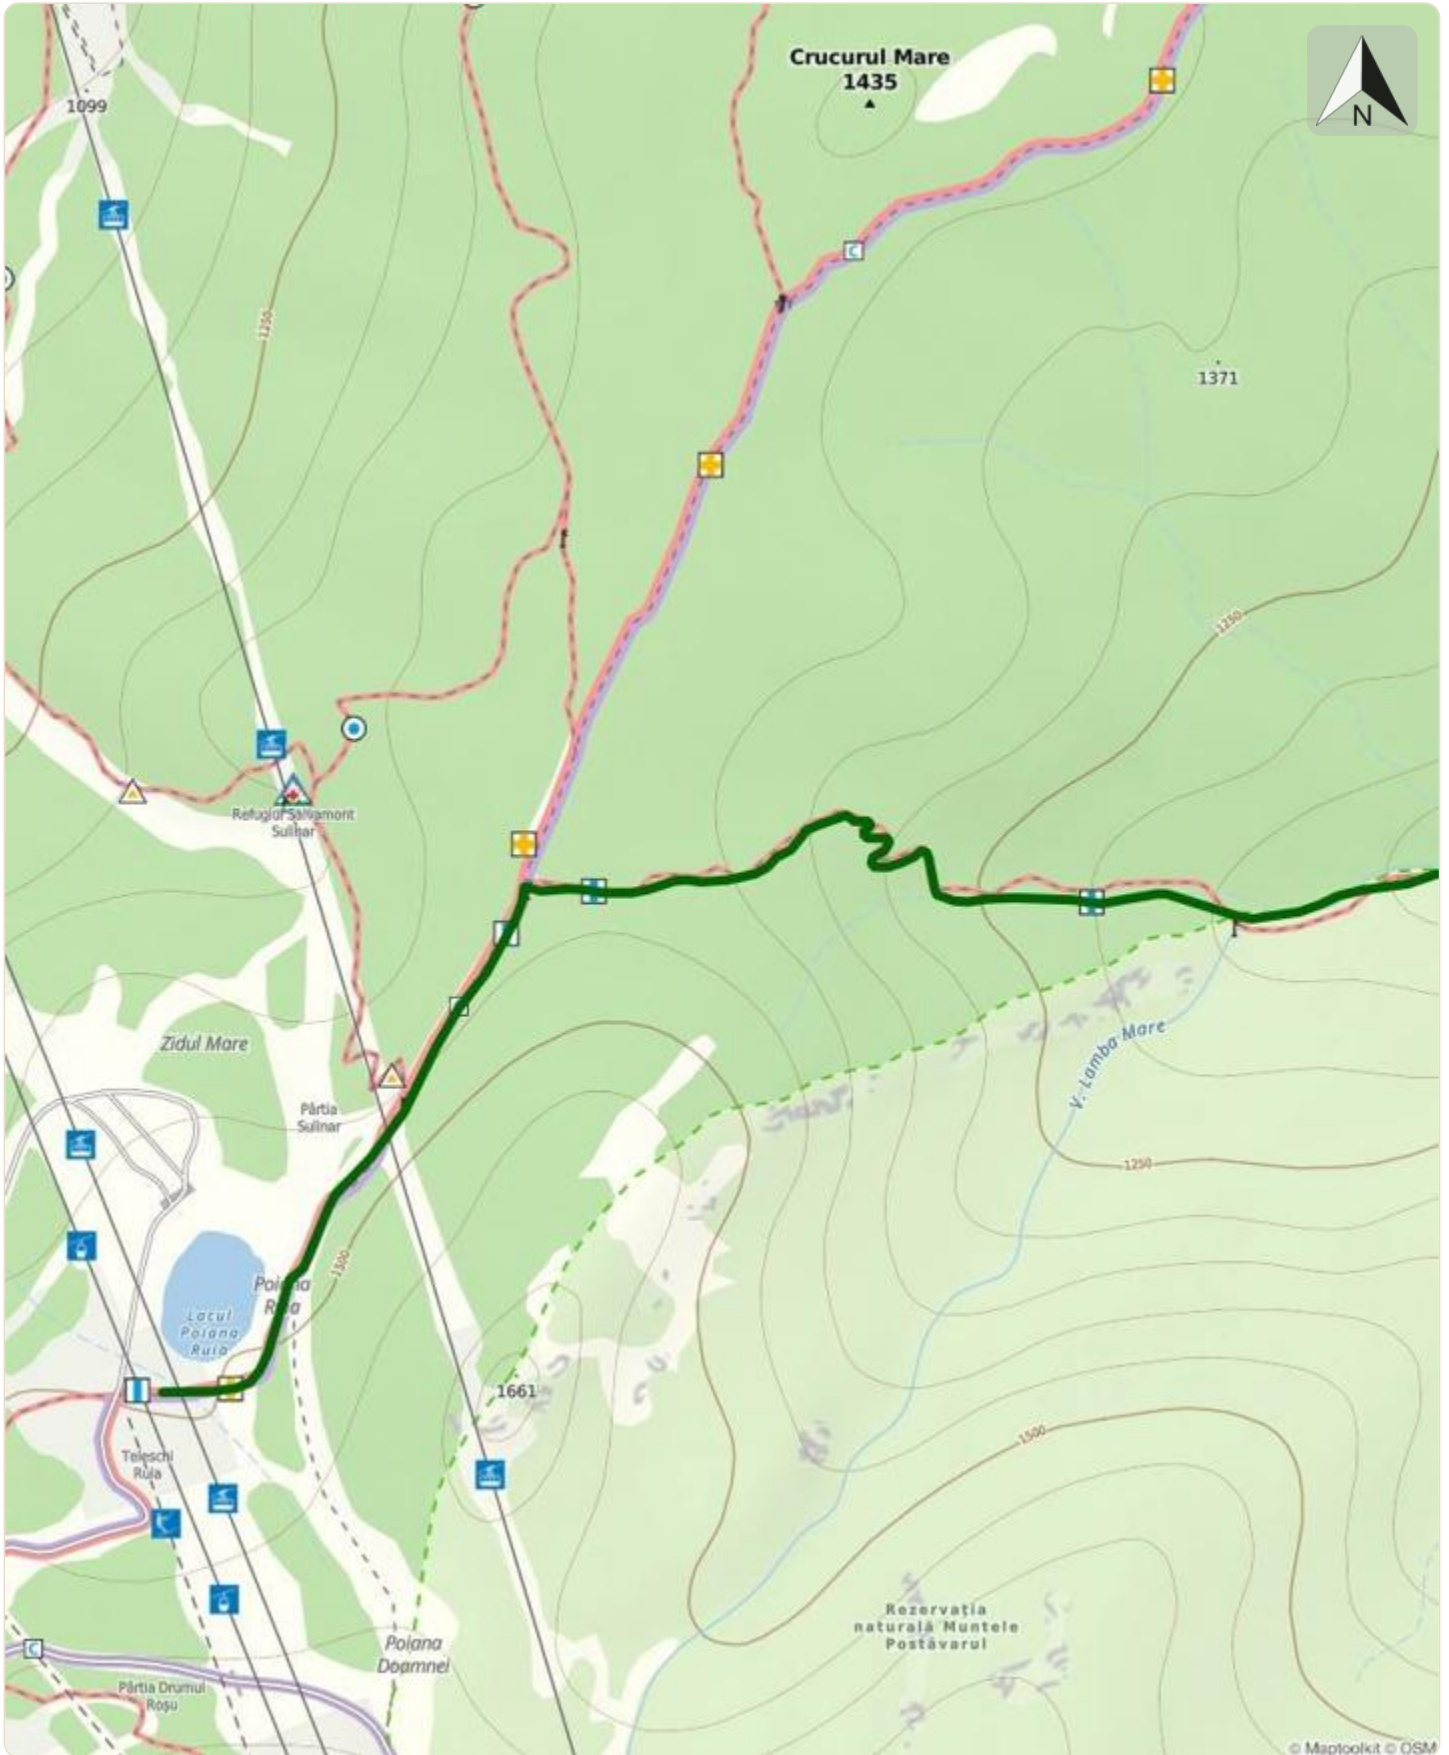 Crucurul Mare
1435
N
1099
1250
1371
1250
Refugiul Salvamont
Sulinar
Zidul Mare
V. Lamba Mare
Pârtia
Sulinar
1250
1500
Poiana
Ruia
Lacul
Poiana
Ruia
1661
1500
Teleschi
Ruia
Rezervația
naturală Muntele
Postăvarul
Poiana
Doamnei
Pârtia Drumul
Roșu
© Maptoolkit © OSM